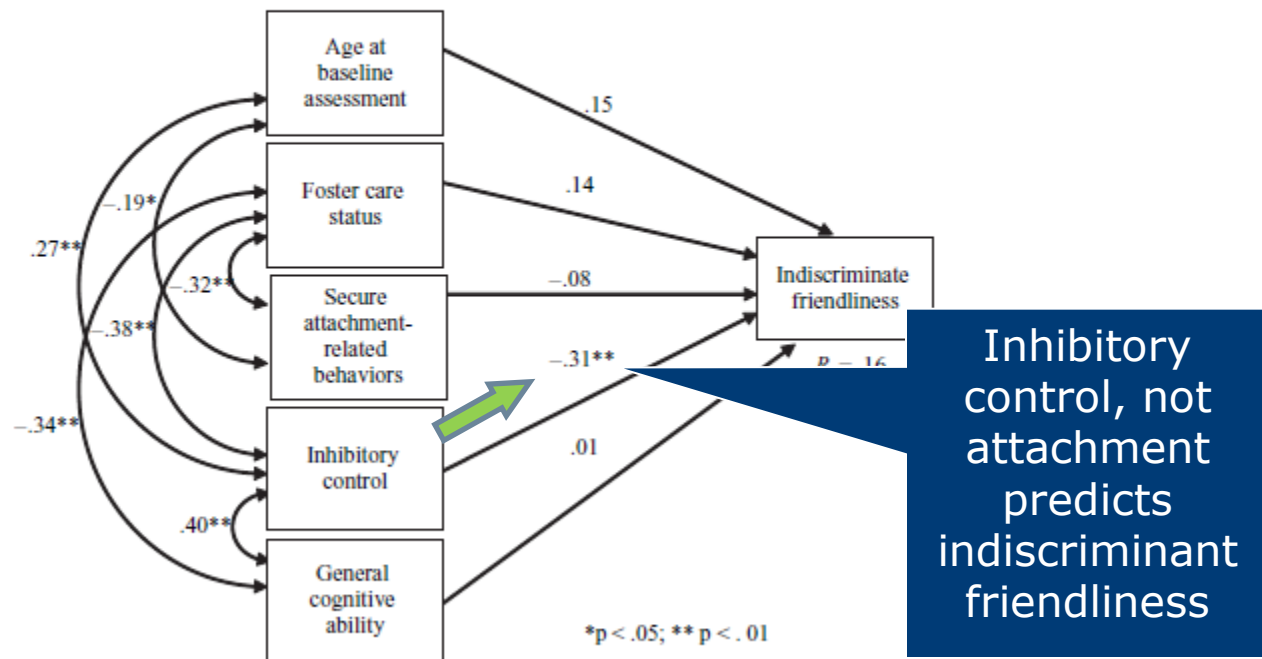 Age at
baseline
assessment
.15
Foster care
status
.14
–.19*
.27**
–.32**
Secure
attachment-
related
behaviors
–.08
Indiscriminate
friendliness
–.38**
–.31**
–.34**
Inhibitory
control
.01
.40**
General
cognitive
ability
*p < .05; ** p < . 01
Inhibitory
control, not
attachment
predicts
indiscriminant
friendliness